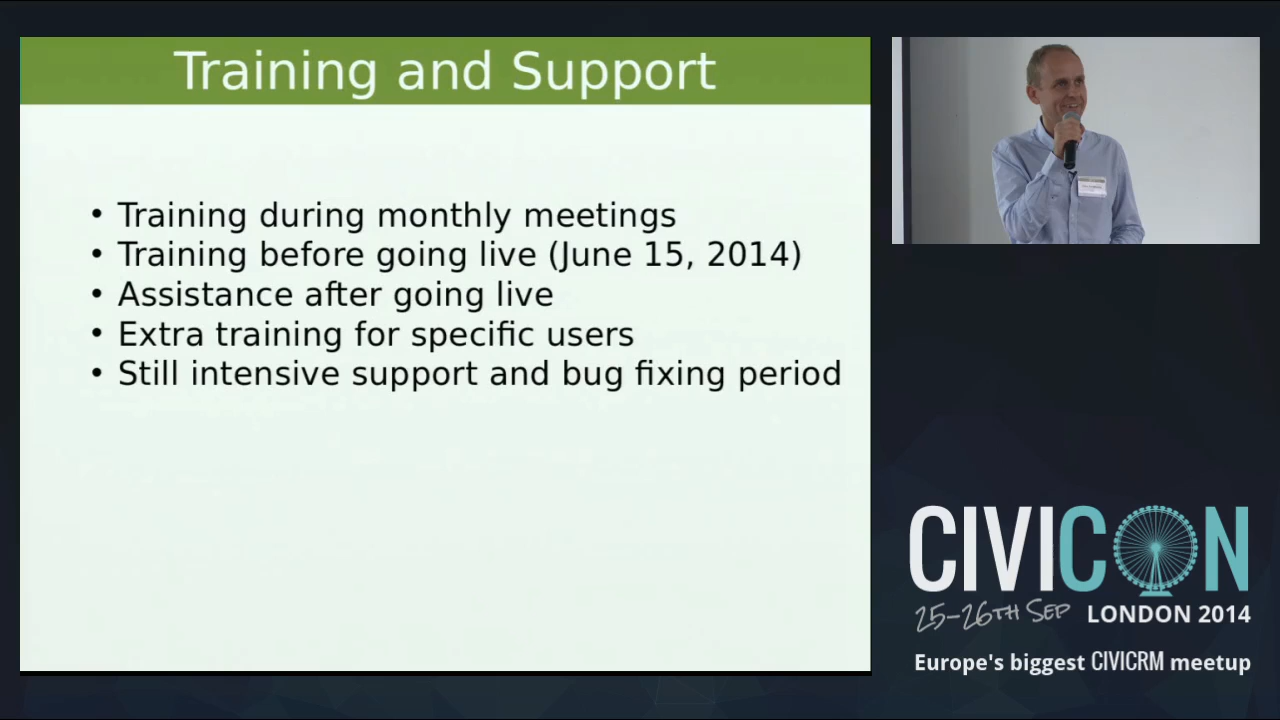 Training and Support
• Training during monthly meetings
• Training before going live (June 15, 2014)
• Assistance after going live
• Extra training for specific users
• Still intensive support and bug fixing period
CIVICON
25-26TH SEP LONDON 2014
Europe's biggest CIVICRM meetup